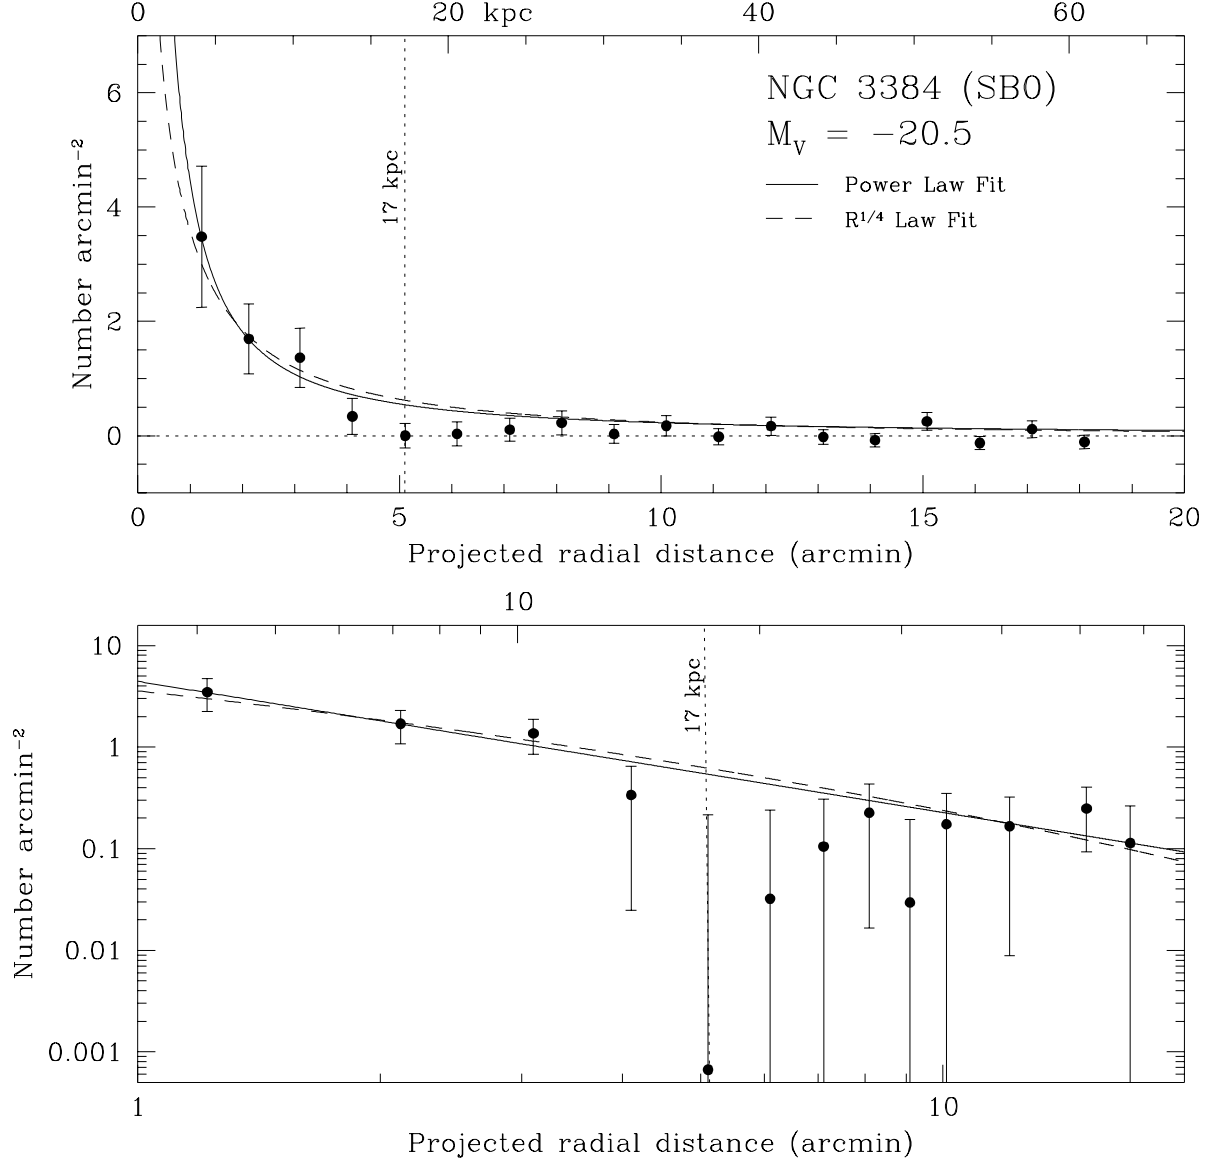 0 20 kpc 40 60
NGC 3384 (SB0)
M_V = −20.5
Power Law Fit
R^{1/4} Law Fit
17 kpc
Number arcmin^{−2}
6
4
2
0
0 5 10 15 20
Projected radial distance (arcmin)
10
17 kpc
Number arcmin^{−2}
10
1
0.1
0.01
0.001
1 10
Projected radial distance (arcmin)